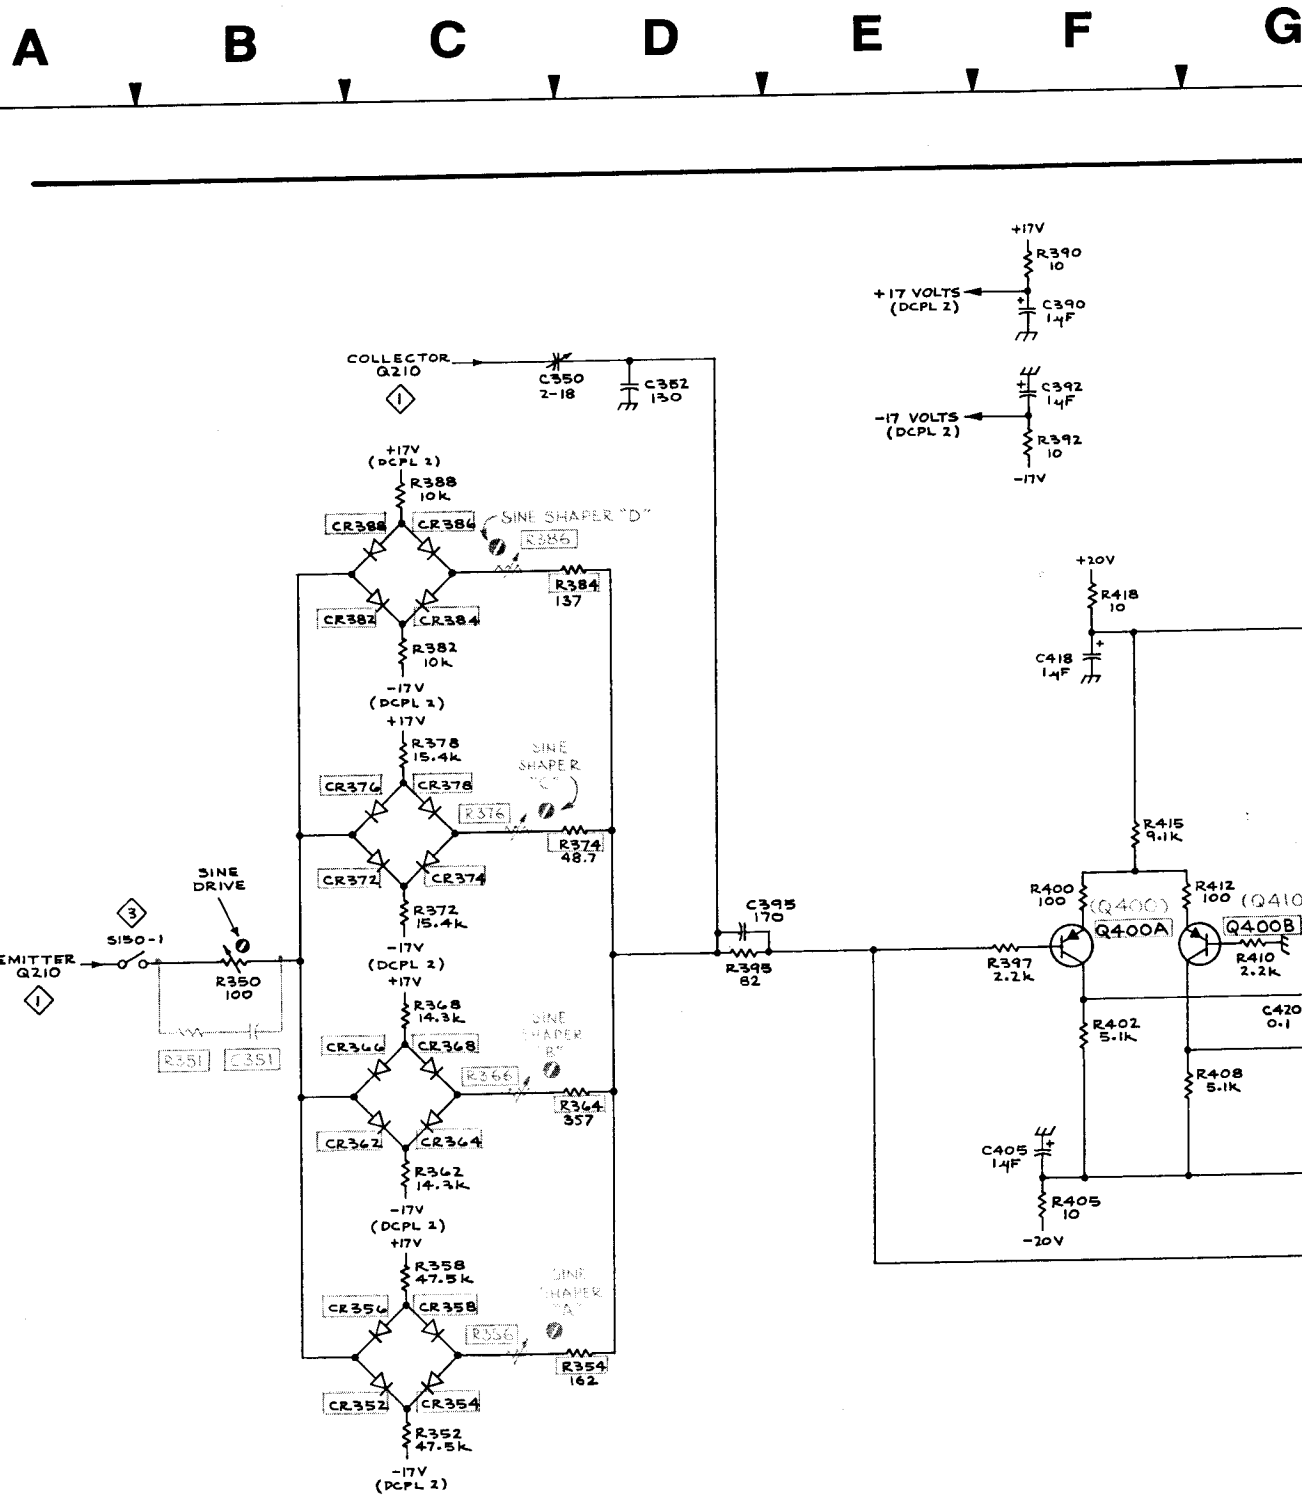 A B C D E F G
+17V
R390
10
+17 VOLTS
(DCPL 2)
+
C390
1µF
COLLECTOR
Q210
1
C350
2-18
C352
130
+
C392
1µF
-17 VOLTS
(DCPL 2)
R392
10
-17V
+17V
(DCPL 2)
R388
10k
CR388
CR386
SINE SHAPER "D"
R386
R384
137
CR382
CR384
R382
10k
-17V
(DCPL 2)
+20V
R418
10
+
C418
1µF
+17V
R378
15.4k
SINE
SHAPER
"C"
CR376
CR378
R376
R374
48.7
CR372
CR374
R372
15.4k
-17V
(DCPL 2)
R415
9.1k
SINE
DRIVE
3
S150-1
EMITTER
Q210
1
R350
100
R351
C351
C395
170
R395
82
R397
2.2k
R400
100
(Q400)
Q400A
R412
100
(Q410
Q400B
R410
2.2k
+17V
R368
14.3k
SINE
SHAPER
"B"
CR366
CR368
R366
R364
357
CR362
CR364
R362
14.3k
-17V
(DCPL 2)
R402
5.1k
C420
0.1
R408
5.1k
C405
1µF
+
R405
10
-20V
+17V
R358
47.5k
SINE
SHAPER
"A"
CR356
CR358
R356
R354
162
CR352
CR354
R352
47.5k
-17V
(DCPL 2)